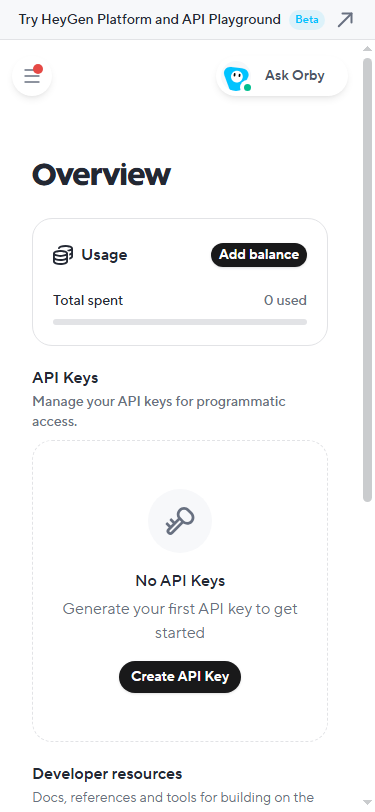 Try HeyGen Platform and API Playground Beta
Ask Orby
Overview
Usage
Add balance
Total spent
0 used
API Keys
Manage your API keys for programmatic
access.
No API Keys
Generate your first API key to get
started
Create API Key
Developer resources
Docs, references and tools for building on the